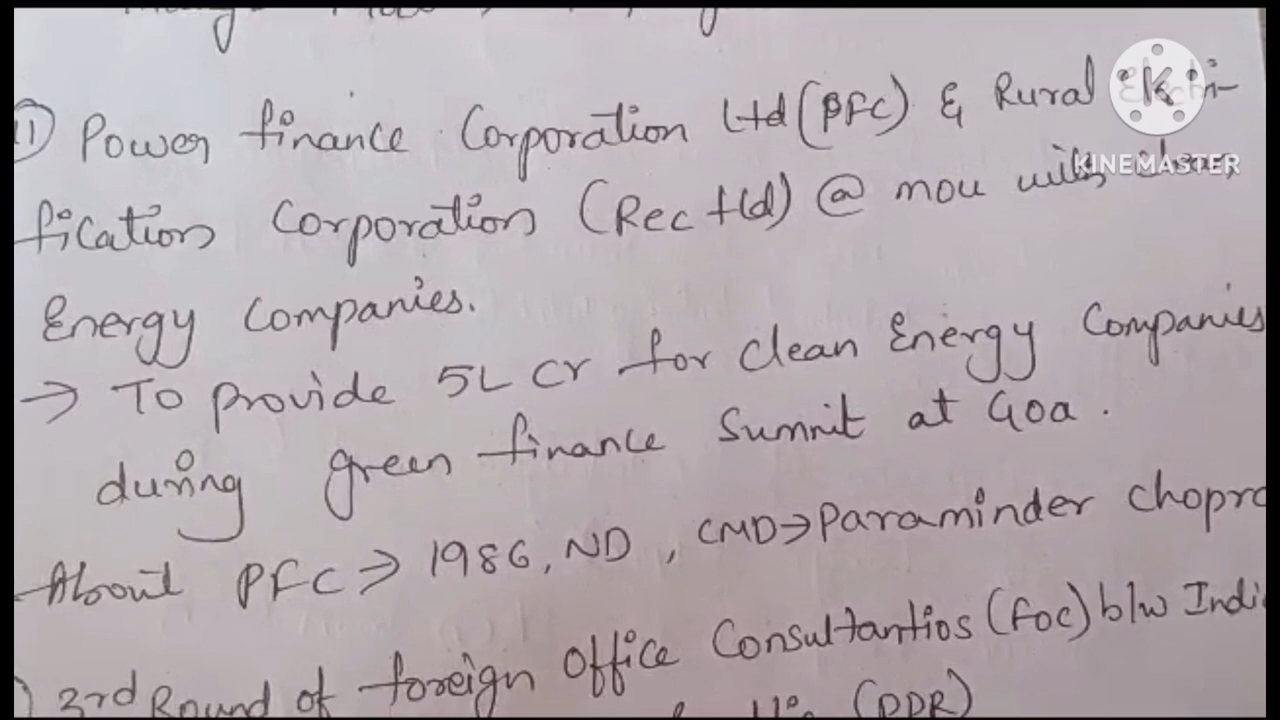 11) Power finance Corporation Ltd (PFC) & Rural Electri-
fication Corporation (Rec Ltd) @ mou with clean
Energy Companies.
→ To provide 5L Cr for clean Energy Companies
during green finance Summit at Goa.
About PFC → 1986, ND, CMD → Paraminder Chopra
3rd Round of foreign Office Consultantios (foc) b/w Indi
(DDR)
K
KINEMASTER